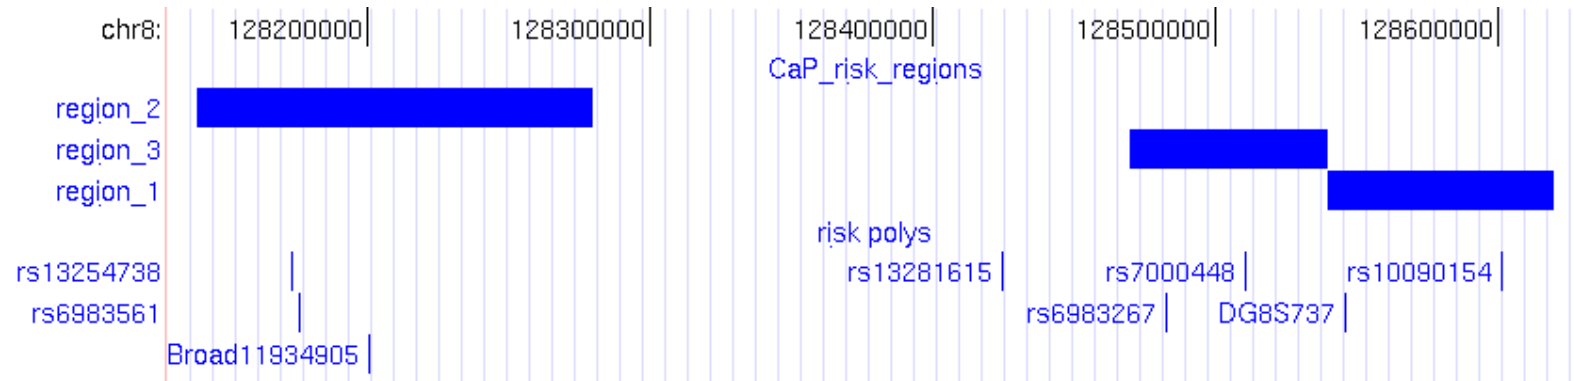 chr8: 128200000 128300000 128400000 128500000 128600000
CaP_risk_regions
region_2
region_3
region_1
risk polys
rs13254738 rs13281615 rs7000448 rs10090154
rs6983561 rs6983267 DG8S737
Broad11934905